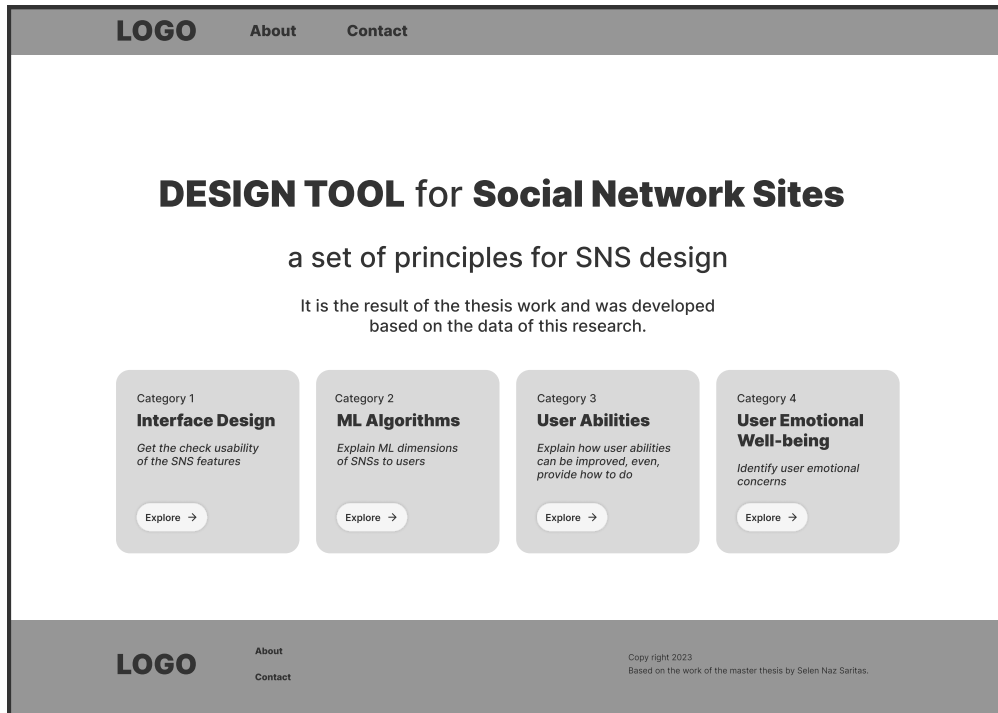 LOGO About Contact
DESIGN TOOL for Social Network Sites
a set of principles for SNS design
It is the result of the thesis work and was developed
based on the data of this research.
Category 1
Interface Design
Get the check usability
of the SNS features
Explore →
Category 2
ML Algorithms
Explain ML dimensions
of SNSs to users
Explore →
Category 3
User Abilities
Explain how user abilities
can be improved, even,
provide how to do
Explore →
Category 4
User Emotional
Well-being
Identify user emotional
concerns
Explore →
LOGO
About
Contact
Copy right 2023
Based on the work of the master thesis by Selen Naz Saritas.